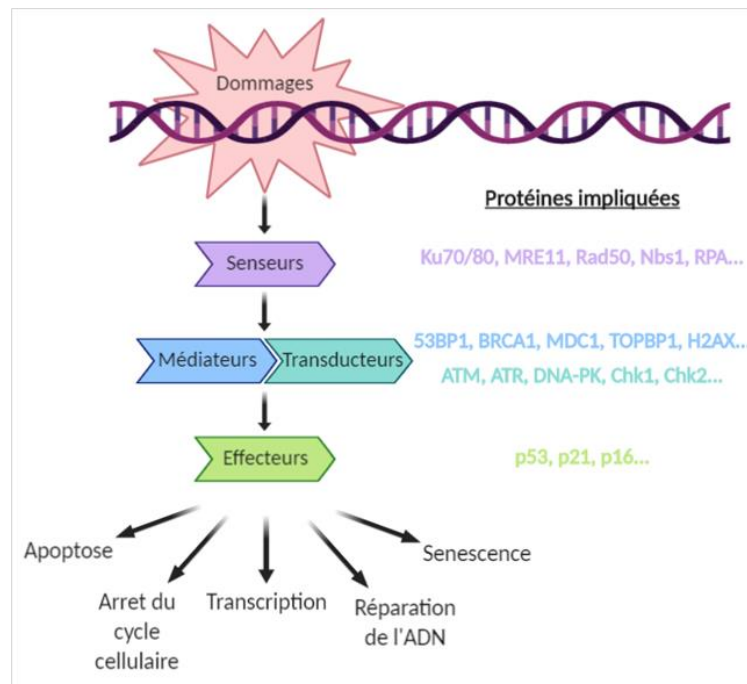 Dommages
Protéines impliquées
Senseurs
Ku70/80, MRE11, Rad50, Nbs1, RPA...
Médiateurs
Transducteurs
53BP1, BRCA1, MDC1, TOPBP1, H2AX...
ATM, ATR, DNA-PK, Chk1, Chk2...
Effecteurs
p53, p21, p16...
Apoptose
Arret du
cycle
cellulaire
Transcription
Réparation
de l'ADN
Senescence